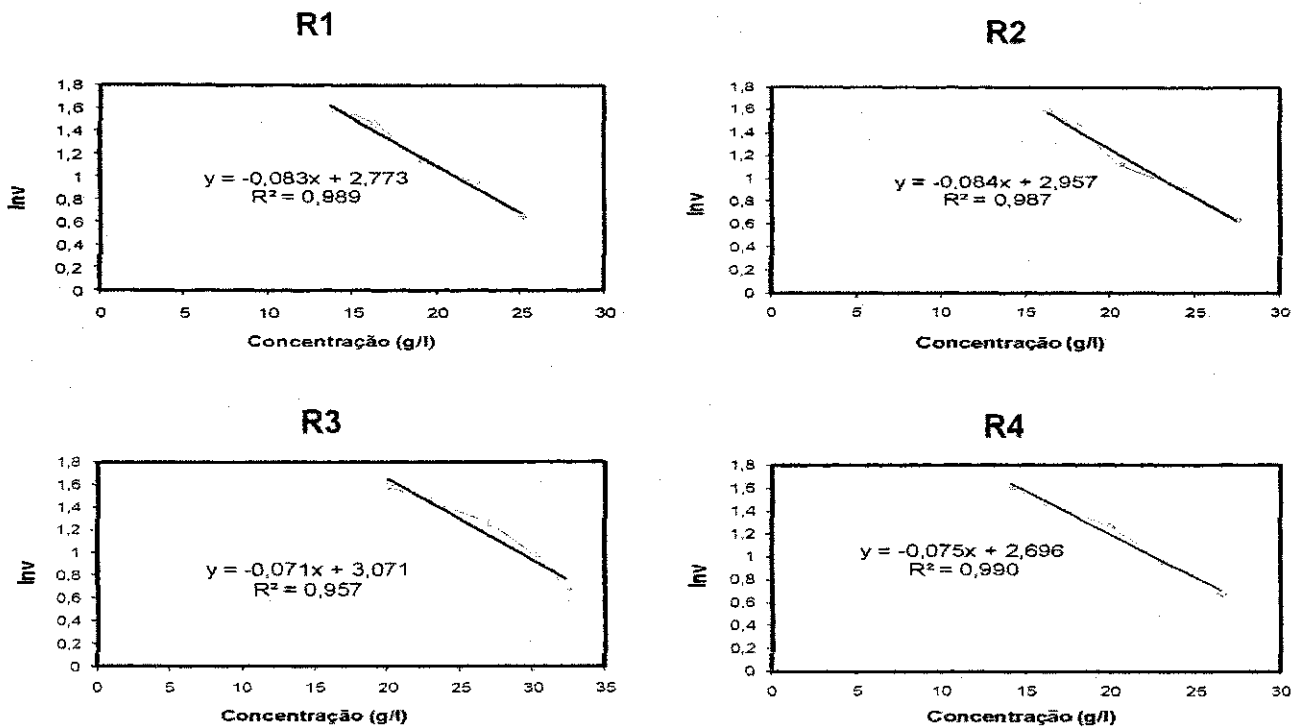 R1
1,8
1,6
1,4
1,2
1
0,8
0,6
0,4
0,2
0
lnv
y = -0,083x + 2,773
R² = 0,989
0 5 10 15 20 25 30
Concentração (g/l)
R2
1,8
1,6
1,4
1,2
1
0,8
0,6
0,4
0,2
0
lnv
y = -0,084x + 2,957
R² = 0,987
0 5 10 15 20 25 30
Concentração (g/l)
R3
1,8
1,6
1,4
1,2
1
0,8
0,6
0,4
0,2
0
lnv
y = -0,071x + 3,071
R² = 0,957
0 5 10 15 20 25 30 35
Concentração (g/l)
R4
1,8
1,6
1,4
1,2
1
0,8
0,6
0,4
0,2
0
lnv
y = -0,075x + 2,696
R² = 0,990
0 5 10 15 20 25 30
Concentração (g/l)